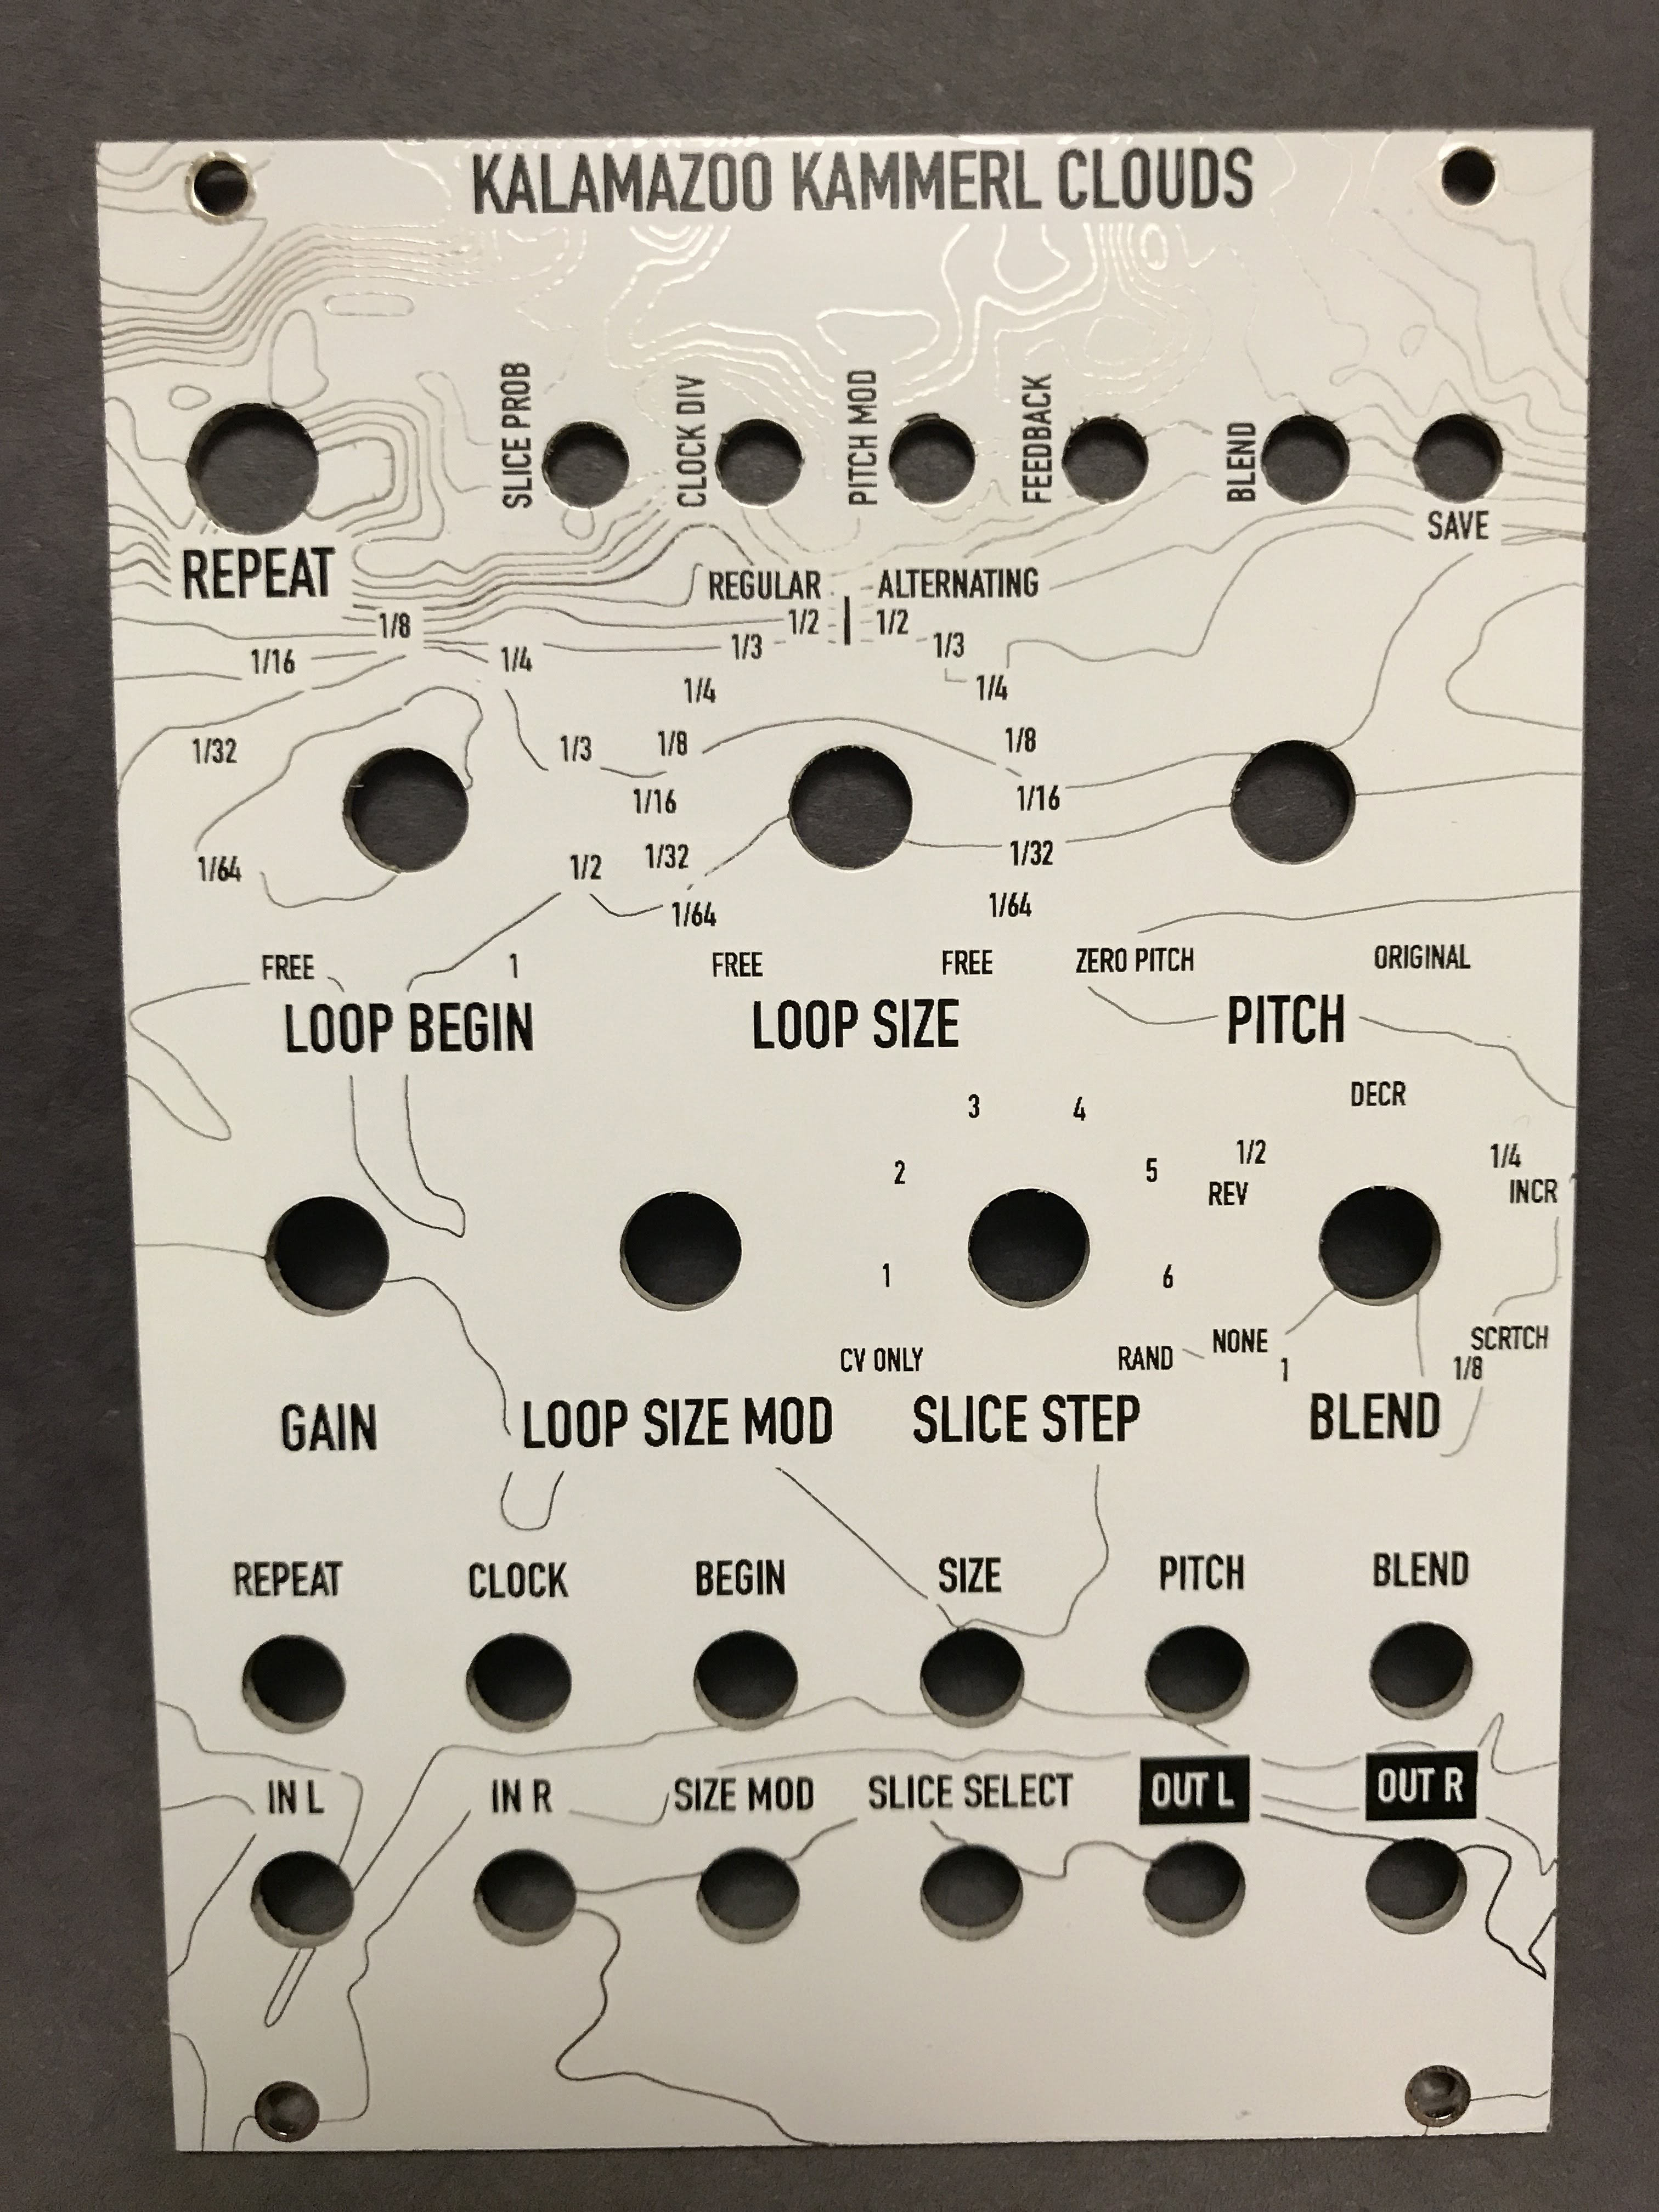 KALAMAZOO KAMMERL CLOUDS
SLICE PROB
CLOCK DIV
PITCH MOD
FEEDBACK
BLEND
SAVE
REPEAT
REGULAR ALTERNATING
1/8
1/16
1/4
1/32
1/3
1/64
1/2
FREE
1
LOOP BEGIN
1/2
1/3
1/4
1/8
1/16
1/32
1/64
FREE
1/2
1/3
1/4
1/8
1/16
1/32
1/64
FREE
LOOP SIZE
ZERO PITCH
ORIGINAL
PITCH
GAIN
LOOP SIZE MOD
3
4
2
5
1
6
CV ONLY
RAND
SLICE STEP
DECR
1/2
1/4
REV
INCR
NONE
SCRTCH
1
1/8
BLEND
REPEAT
CLOCK
BEGIN
SIZE
PITCH
BLEND
IN L
IN R
SIZE MOD
SLICE SELECT
OUT L
OUT R